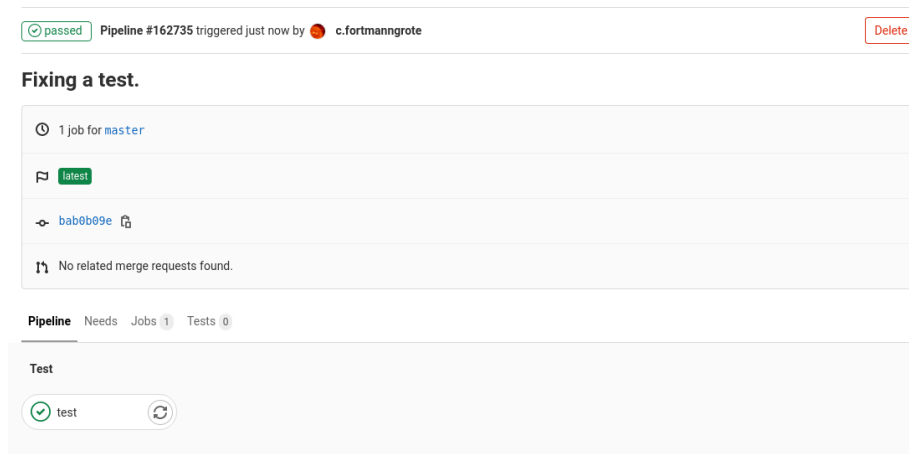 passed Pipeline #162735 triggered just now by c.fortmanngrote Delete
Fixing a test.
1 job for master
latest
bab0b09e
No related merge requests found.
Pipeline Needs Jobs 1 Tests 0
Test
test